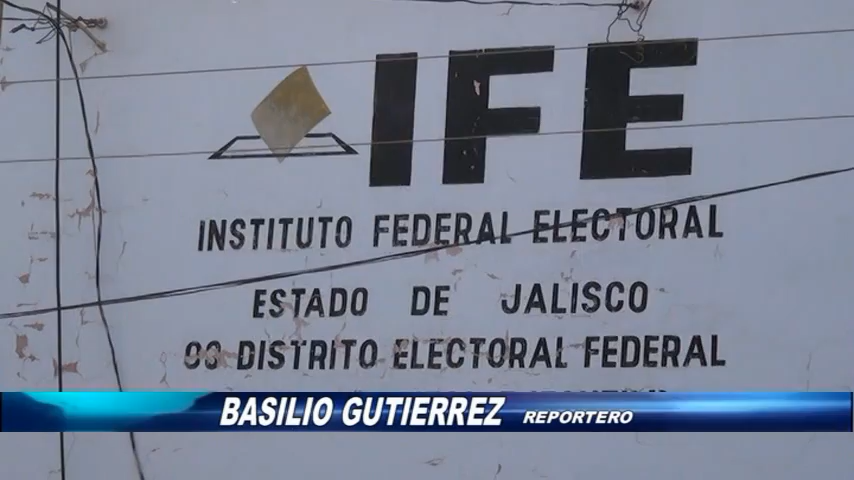 IFE
INSTITUTO FEDERAL ELECTORAL
ESTADO DE JALISCO
DISTRITO ELECTORAL FEDERAL
BASILIO GUTIERREZ REPORTERO